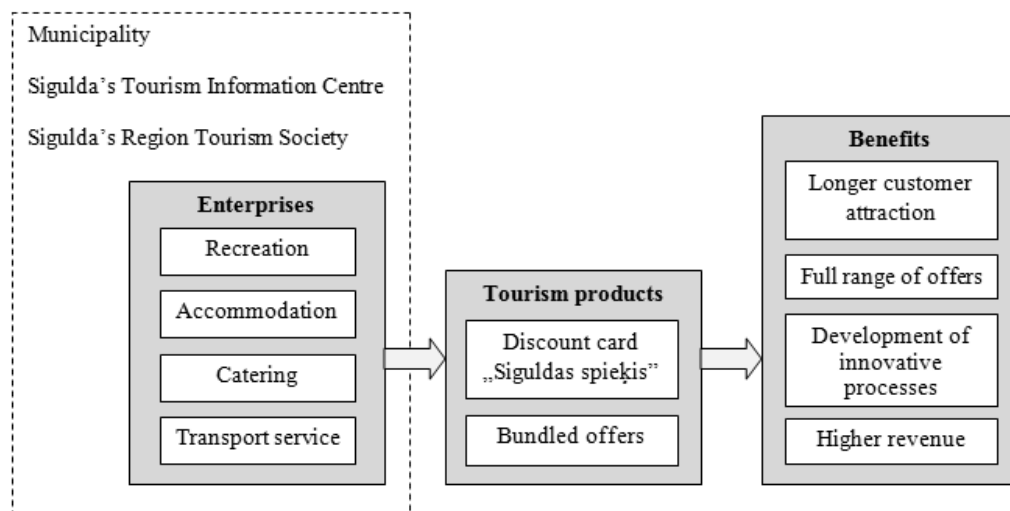 Municipality
Sigulda’s Tourism Information Centre
Sigulda’s Region Tourism Society
Enterprises
Recreation
Accommodation
Catering
Transport service
Tourism products
Discount card
„Siguldas spieķis”
Bundled offers
Benefits
Longer customer
attraction
Full range of offers
Development of
innovative
processes
Higher revenue